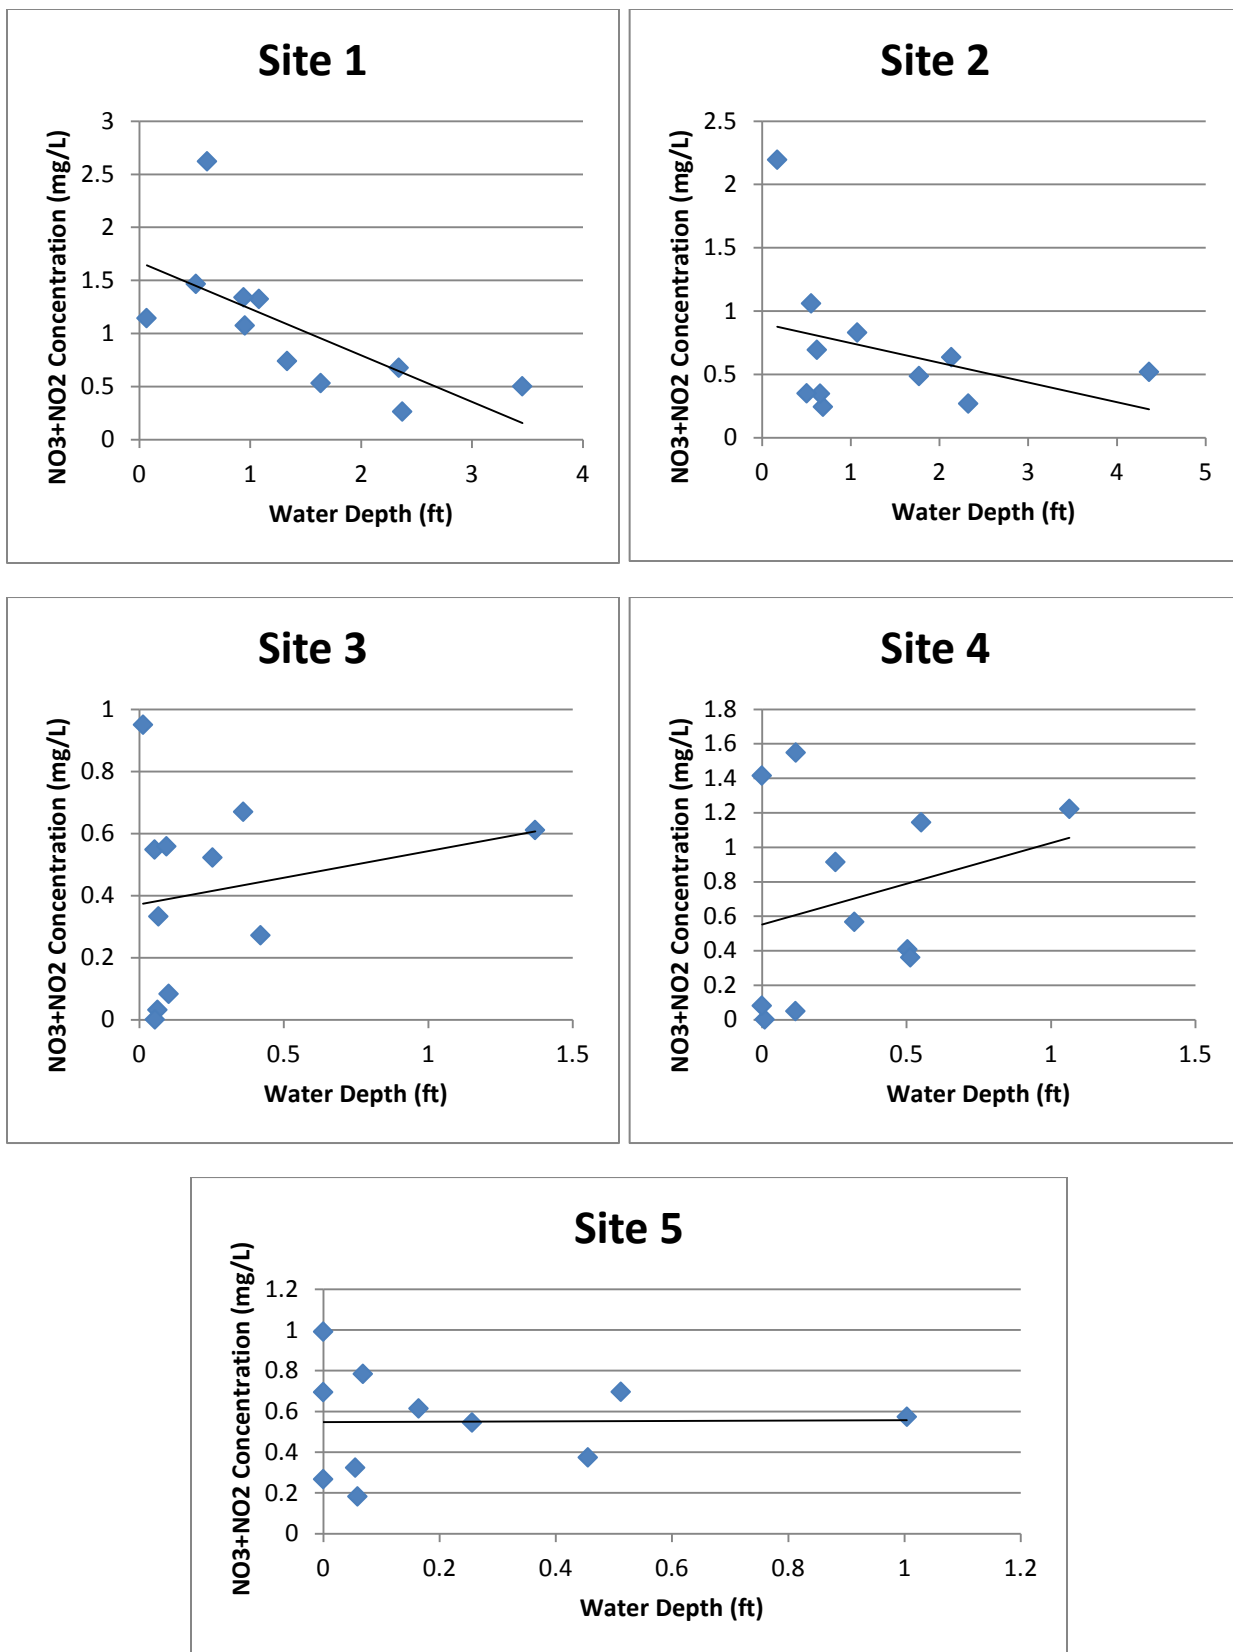 Site 1
NO3+NO2 Concentration (mg/L)
3
2.5
2
1.5
1
0.5
0
0 1 2 3 4
Water Depth (ft)
Site 2
NO3+NO2 Concentration (mg/L)
2.5
2
1.5
1
0.5
0
0 1 2 3 4 5
Water Depth (ft)
Site 3
NO3+NO2 Concentration (mg/L)
1
0.8
0.6
0.4
0.2
0
0 0.5 1 1.5
Water Depth (ft)
Site 4
NO3+NO2 Concentration (mg/L)
1.8
1.6
1.4
1.2
1
0.8
0.6
0.4
0.2
0
0 0.5 1 1.5
Water Depth (ft)
Site 5
NO3+NO2 Concentration (mg/L)
1.2
1
0.8
0.6
0.4
0.2
0
0 0.2 0.4 0.6 0.8 1 1.2
Water Depth (ft)